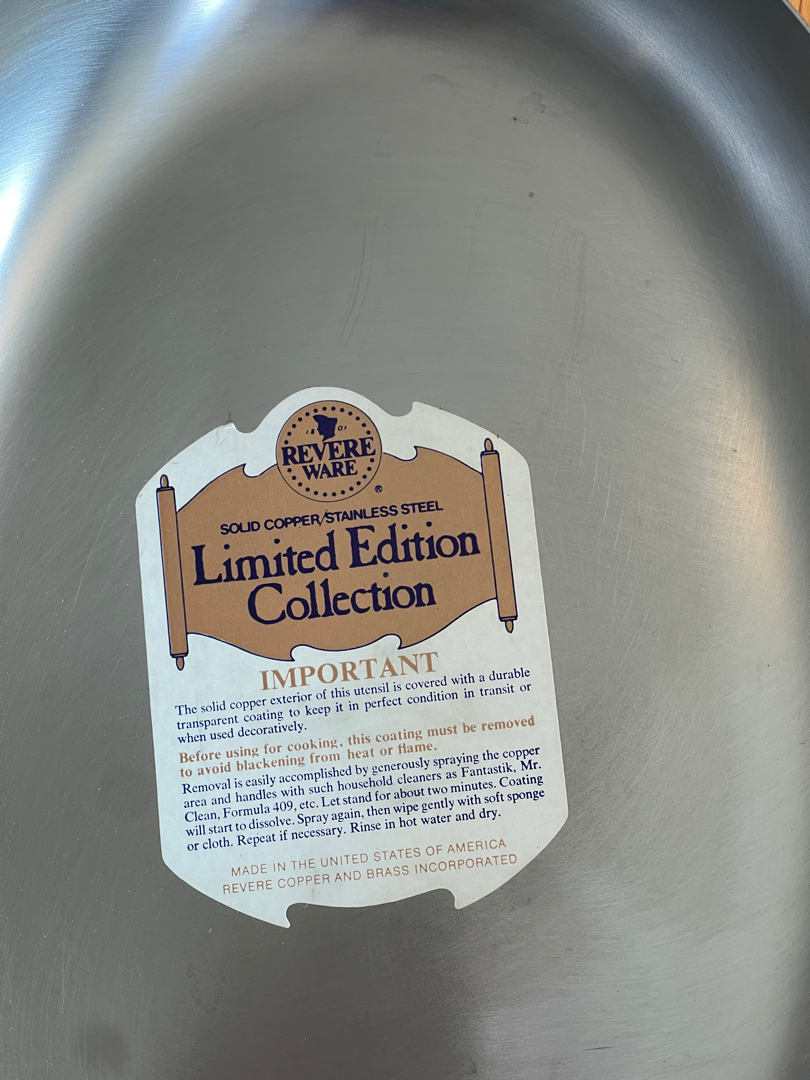 1801
REVERE
WARE
®
SOLID COPPER/STAINLESS STEEL
Limited Edition
Collection
IMPORTANT
The solid copper exterior of this utensil is covered with a durable
transparent coating to keep it in perfect condition in transit or
when used decoratively.
Before using for cooking, this coating must be removed
to avoid blackening from heat or flame.
Removal is easily accomplished by generously spraying the copper
area and handles with such household cleaners as Fantastik, Mr.
Clean, Formula 409, etc. Let stand for about two minutes. Coating
will start to dissolve. Spray again, then wipe gently with soft sponge
or cloth. Repeat if necessary. Rinse in hot water and dry.
MADE IN THE UNITED STATES OF AMERICA
REVERE COPPER AND BRASS INCORPORATED